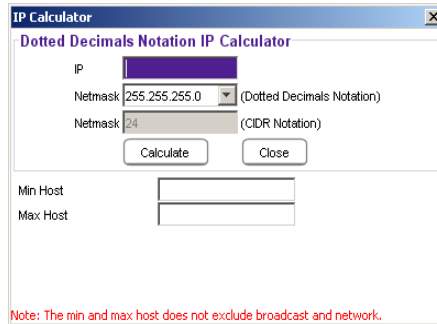 IP Calculator
Dotted Decimals Notation IP Calculator
IP
Netmask 255.255.255.0 (Dotted Decimals Notation)
Netmask 24 (CIDR Notation)
Calculate Close
Min Host
Max Host
Note: The min and max host does not exclude broadcast and network.